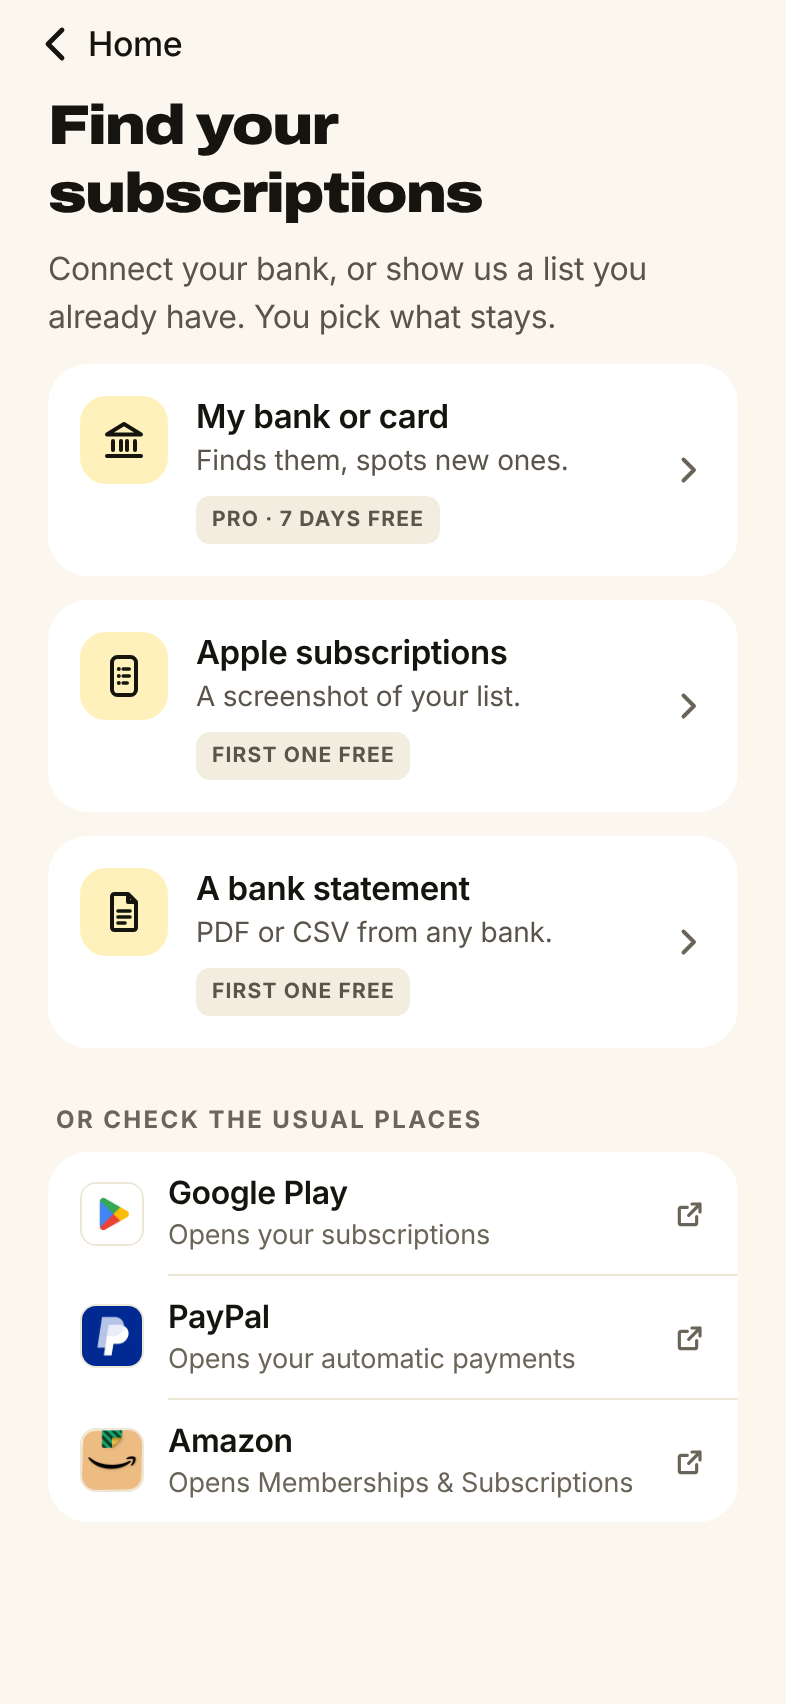 Home
Find your
subscriptions
Connect your bank, or show us a list you
already have. You pick what stays.
My bank or card
Finds them, spots new ones.
PRO · 7 DAYS FREE
Apple subscriptions
A screenshot of your list.
FIRST ONE FREE
A bank statement
PDF or CSV from any bank.
FIRST ONE FREE
OR CHECK THE USUAL PLACES
Google Play
Opens your subscriptions
PayPal
Opens your automatic payments
Amazon
Opens Memberships & Subscriptions